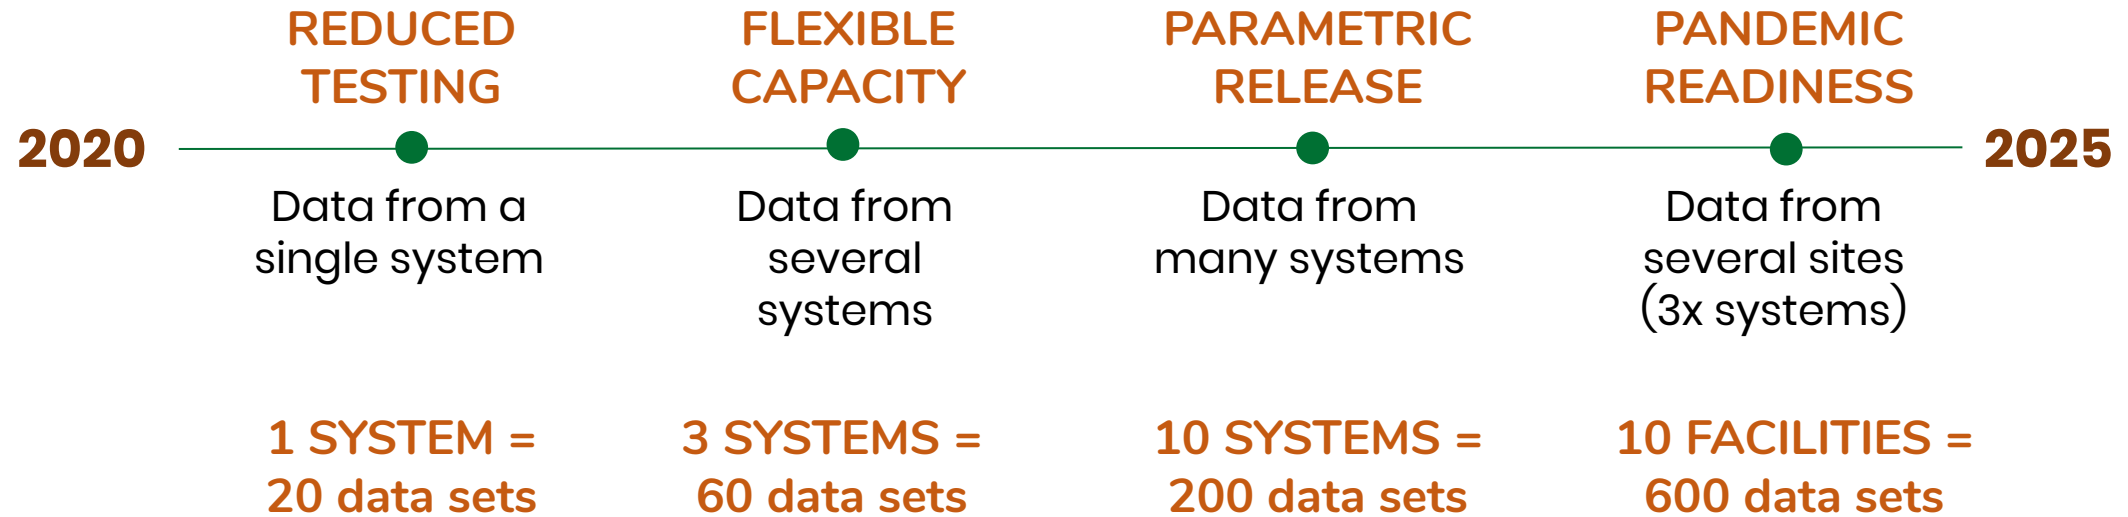 REDUCED
TESTING
FLEXIBLE
CAPACITY
PARAMETRIC
RELEASE
PANDEMIC
READINESS
2020
2025
Data from a
single system
Data from
several
systems
Data from
many systems
Data from
several sites
(3x systems)
1 SYSTEM =
20 data sets
3 SYSTEMS =
60 data sets
10 SYSTEMS =
200 data sets
10 FACILITIES =
600 data sets